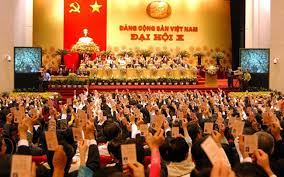 ĐẢNG CỘNG SẢN VIỆT NAM
ĐẠI HỘI X